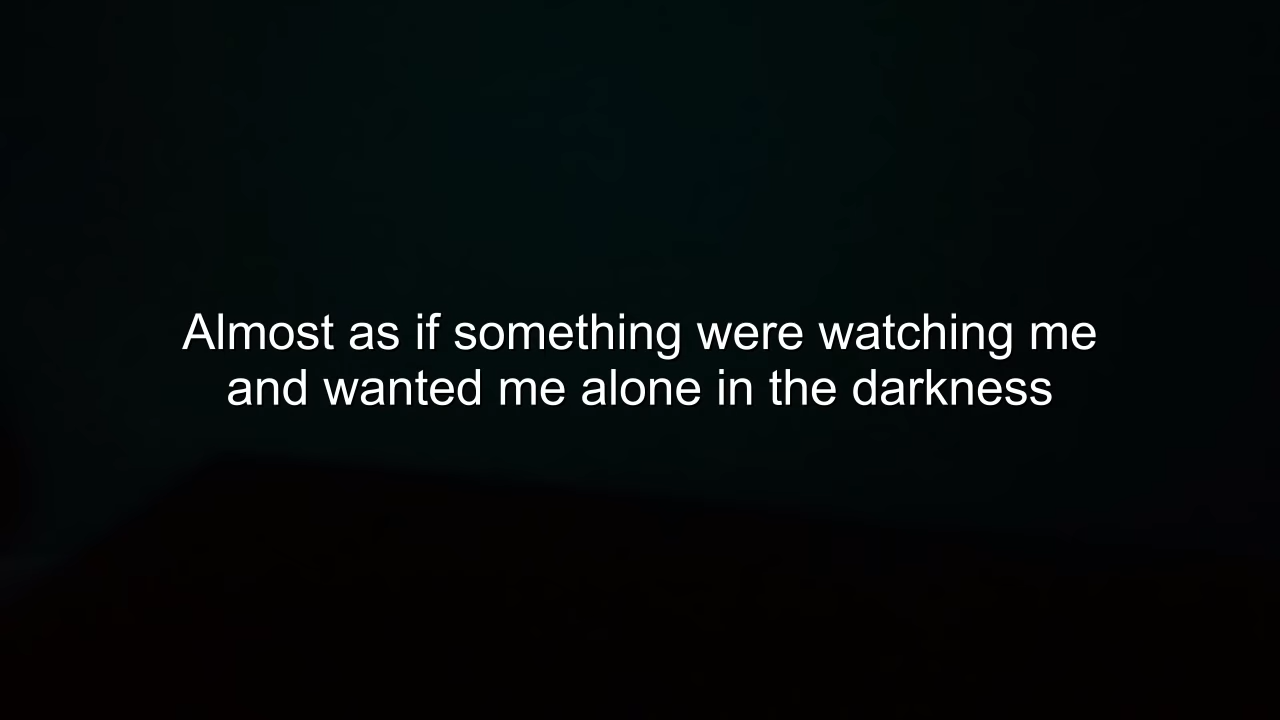 Almost as if something were watching me
and wanted me alone in the darkness